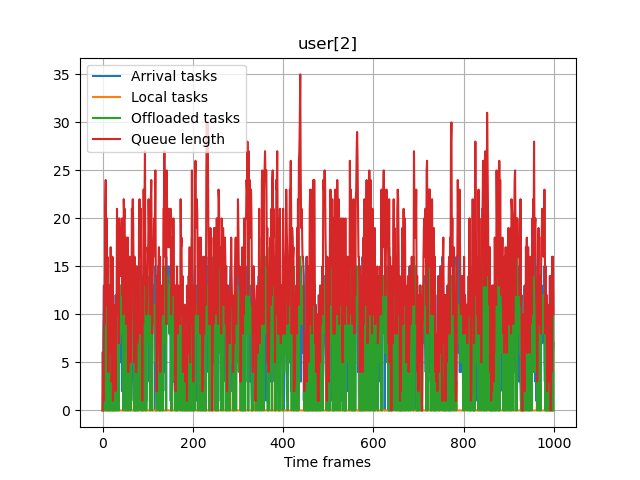 user[2]
Arrival tasks
Local tasks
Offloaded tasks
Queue length
35
30
25
20
15
10
5
0
0 200 400 600 800 1000
Time frames